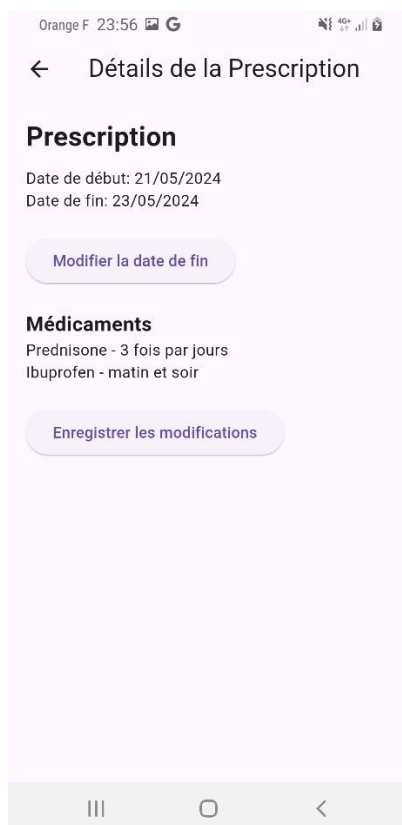 Orange F 23:56 G
4G+
Détails de la Prescription
Prescription
Date de début: 21/05/2024
Date de fin: 23/05/2024
Modifier la date de fin
Médicaments
Prednisone - 3 fois par jours
Ibuprofen - matin et soir
Enregistrer les modifications